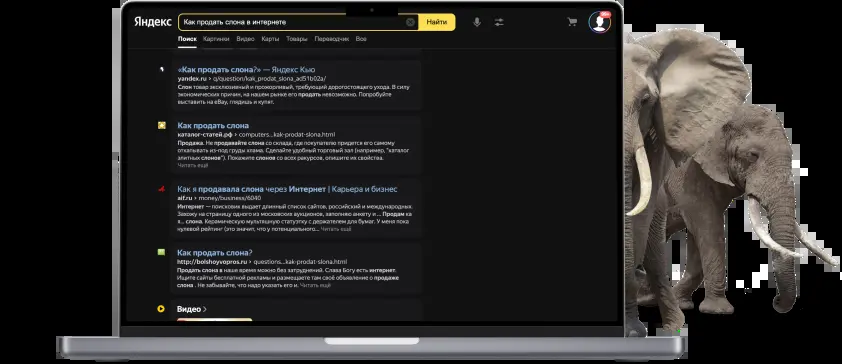 Яндекс
Как продать слона в интернете
Найти
Поиск Картинки Видео Карты Товары Переводчик Все
«Как продать слона?» — Яндекс Кью
yandex.ru › q/question/kak_prodat_slona_ad51b02a/
Слон товар эксклюзивный и прожорливый, требующий дорогостоящего ухода. В силу
экономических причин, на нашем рынке его продать невозможно. Попробуйте
выставить на eBay, глядишь и купят.
Как продать слона
каталог-статей.рф › computers...kak-prodat-slona.html
Продажа. Не продавайте слона со склада, где покупателю придется его самому
откапывать из-под груды хлама. Сделайте удобный торговый зал (например, "каталог
элитных слонов"). Покажите слонов со всех ракурсов, опишите их свойства.
Читать ещё
Как я продавала слона через Интернет | Карьера и бизнес
aif.ru › money/business/6040
Интернет — поисковик выдает длинный список сайтов, российский и международных.
Захожу на страницу одного из московских аукционов, заполняю анкету и ... Продам ка
я... слона. Керамическую мультяшную статуэтку с держателем для бумаг. У меня пока
нулевой рейтинг (это значит, что у потенциального... Читать ещё
Как продать слона?
http://bolshoyvopros.ru › questions...kak-prodat-slona.html
Продать слона в наше время можно без затруднений. Слава Богу есть интернет.
Ищите сайты бесплатной рекламы и размещаете там своё объявление о продаже
слона . Не забывайте, что надо указать его и. Читать ещё
Видео ›